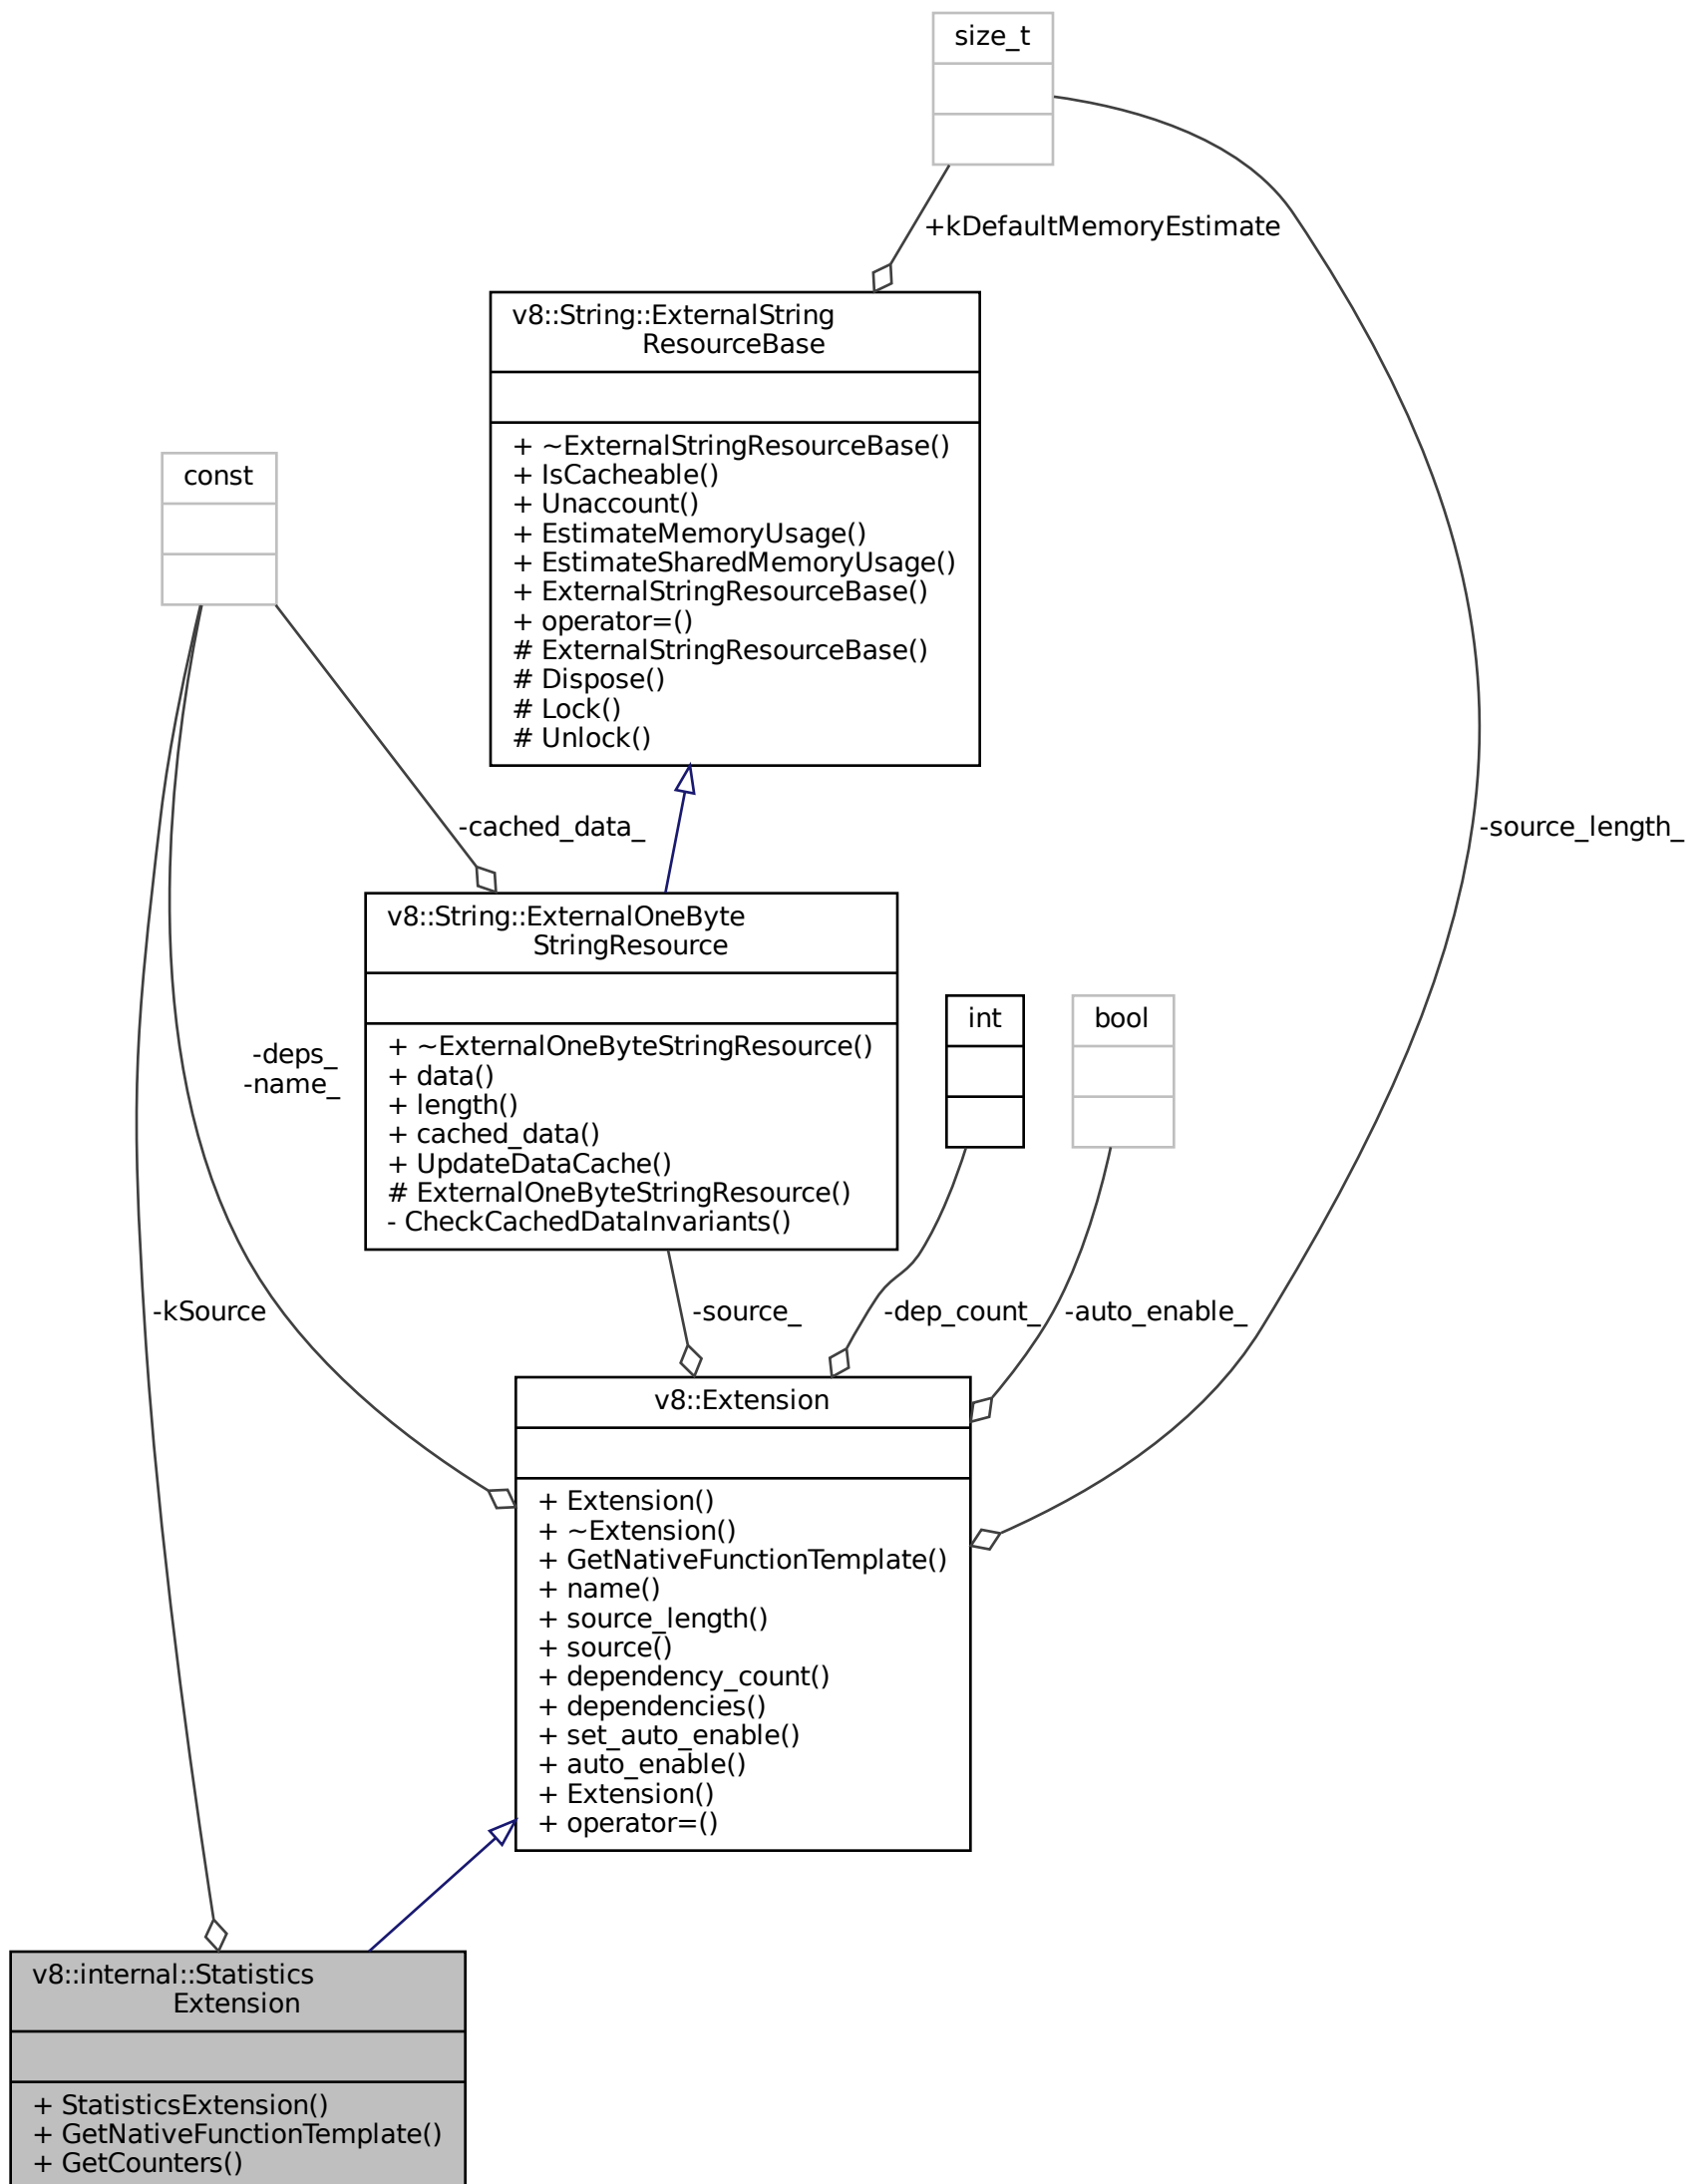 size_t
+kDefaultMemoryEstimate
v8::String::ExternalString
ResourceBase
+ ~ExternalStringResourceBase()
+ IsCacheable()
+ Unaccount()
+ EstimateMemoryUsage()
+ EstimateSharedMemoryUsage()
+ ExternalStringResourceBase()
+ operator=()
# ExternalStringResourceBase()
# Dispose()
# Lock()
# Unlock()
const
-cached_data_
-source_length_
v8::String::ExternalOneByte
StringResource
+ ~ExternalOneByteStringResource()
+ data()
+ length()
+ cached_data()
+ UpdateDataCache()
# ExternalOneByteStringResource()
- CheckCachedDataInvariants()
int
bool
-deps_
-name_
-kSource
-source_
-dep_count_
-auto_enable_
v8::Extension
+ Extension()
+ ~Extension()
+ GetNativeFunctionTemplate()
+ name()
+ source_length()
+ source()
+ dependency_count()
+ dependencies()
+ set_auto_enable()
+ auto_enable()
+ Extension()
+ operator=()
v8::internal::Statistics
Extension
+ StatisticsExtension()
+ GetNativeFunctionTemplate()
+ GetCounters()